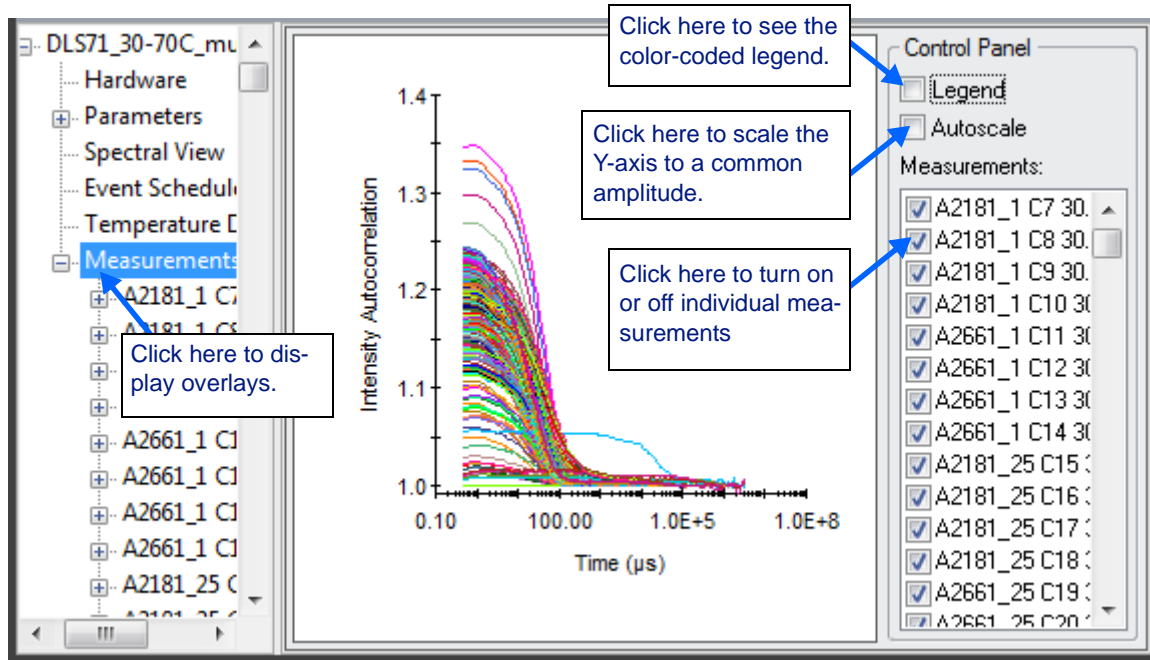 DLS71_30-70C_mu
Hardware
Parameters
Spectral View
Event Schedul
Temperature D
Measurements
A2181_1 C7
A2181_1 C8
Click here to dis-
play overlays.
A2661_1 C1
A2661_1 C1
A2661_1 C1
A2661_1 C1
A2181_25 C
A2181_25 C
1.4
1.3
1.2
1.1
1.0
Intensity Autocorrelation
0.10 100.00 1.0E+5 1.0E+8
Time (µs)
Click here to see the
color-coded legend.
Click here to scale the
Y-axis to a common
amplitude.
Click here to turn on
or off individual mea-
surements
Control Panel
Legend
Autoscale
Measurements:
A2181_1 C7 30.
A2181_1 C8 30.
A2181_1 C9 30.
A2181_1 C10 30
A2661_1 C11 30
A2661_1 C12 30
A2661_1 C13 30
A2661_1 C14 30
A2181_25 C15
A2181_25 C16
A2181_25 C17
A2181_25 C18
A2661_25 C19
A2661_25 C20